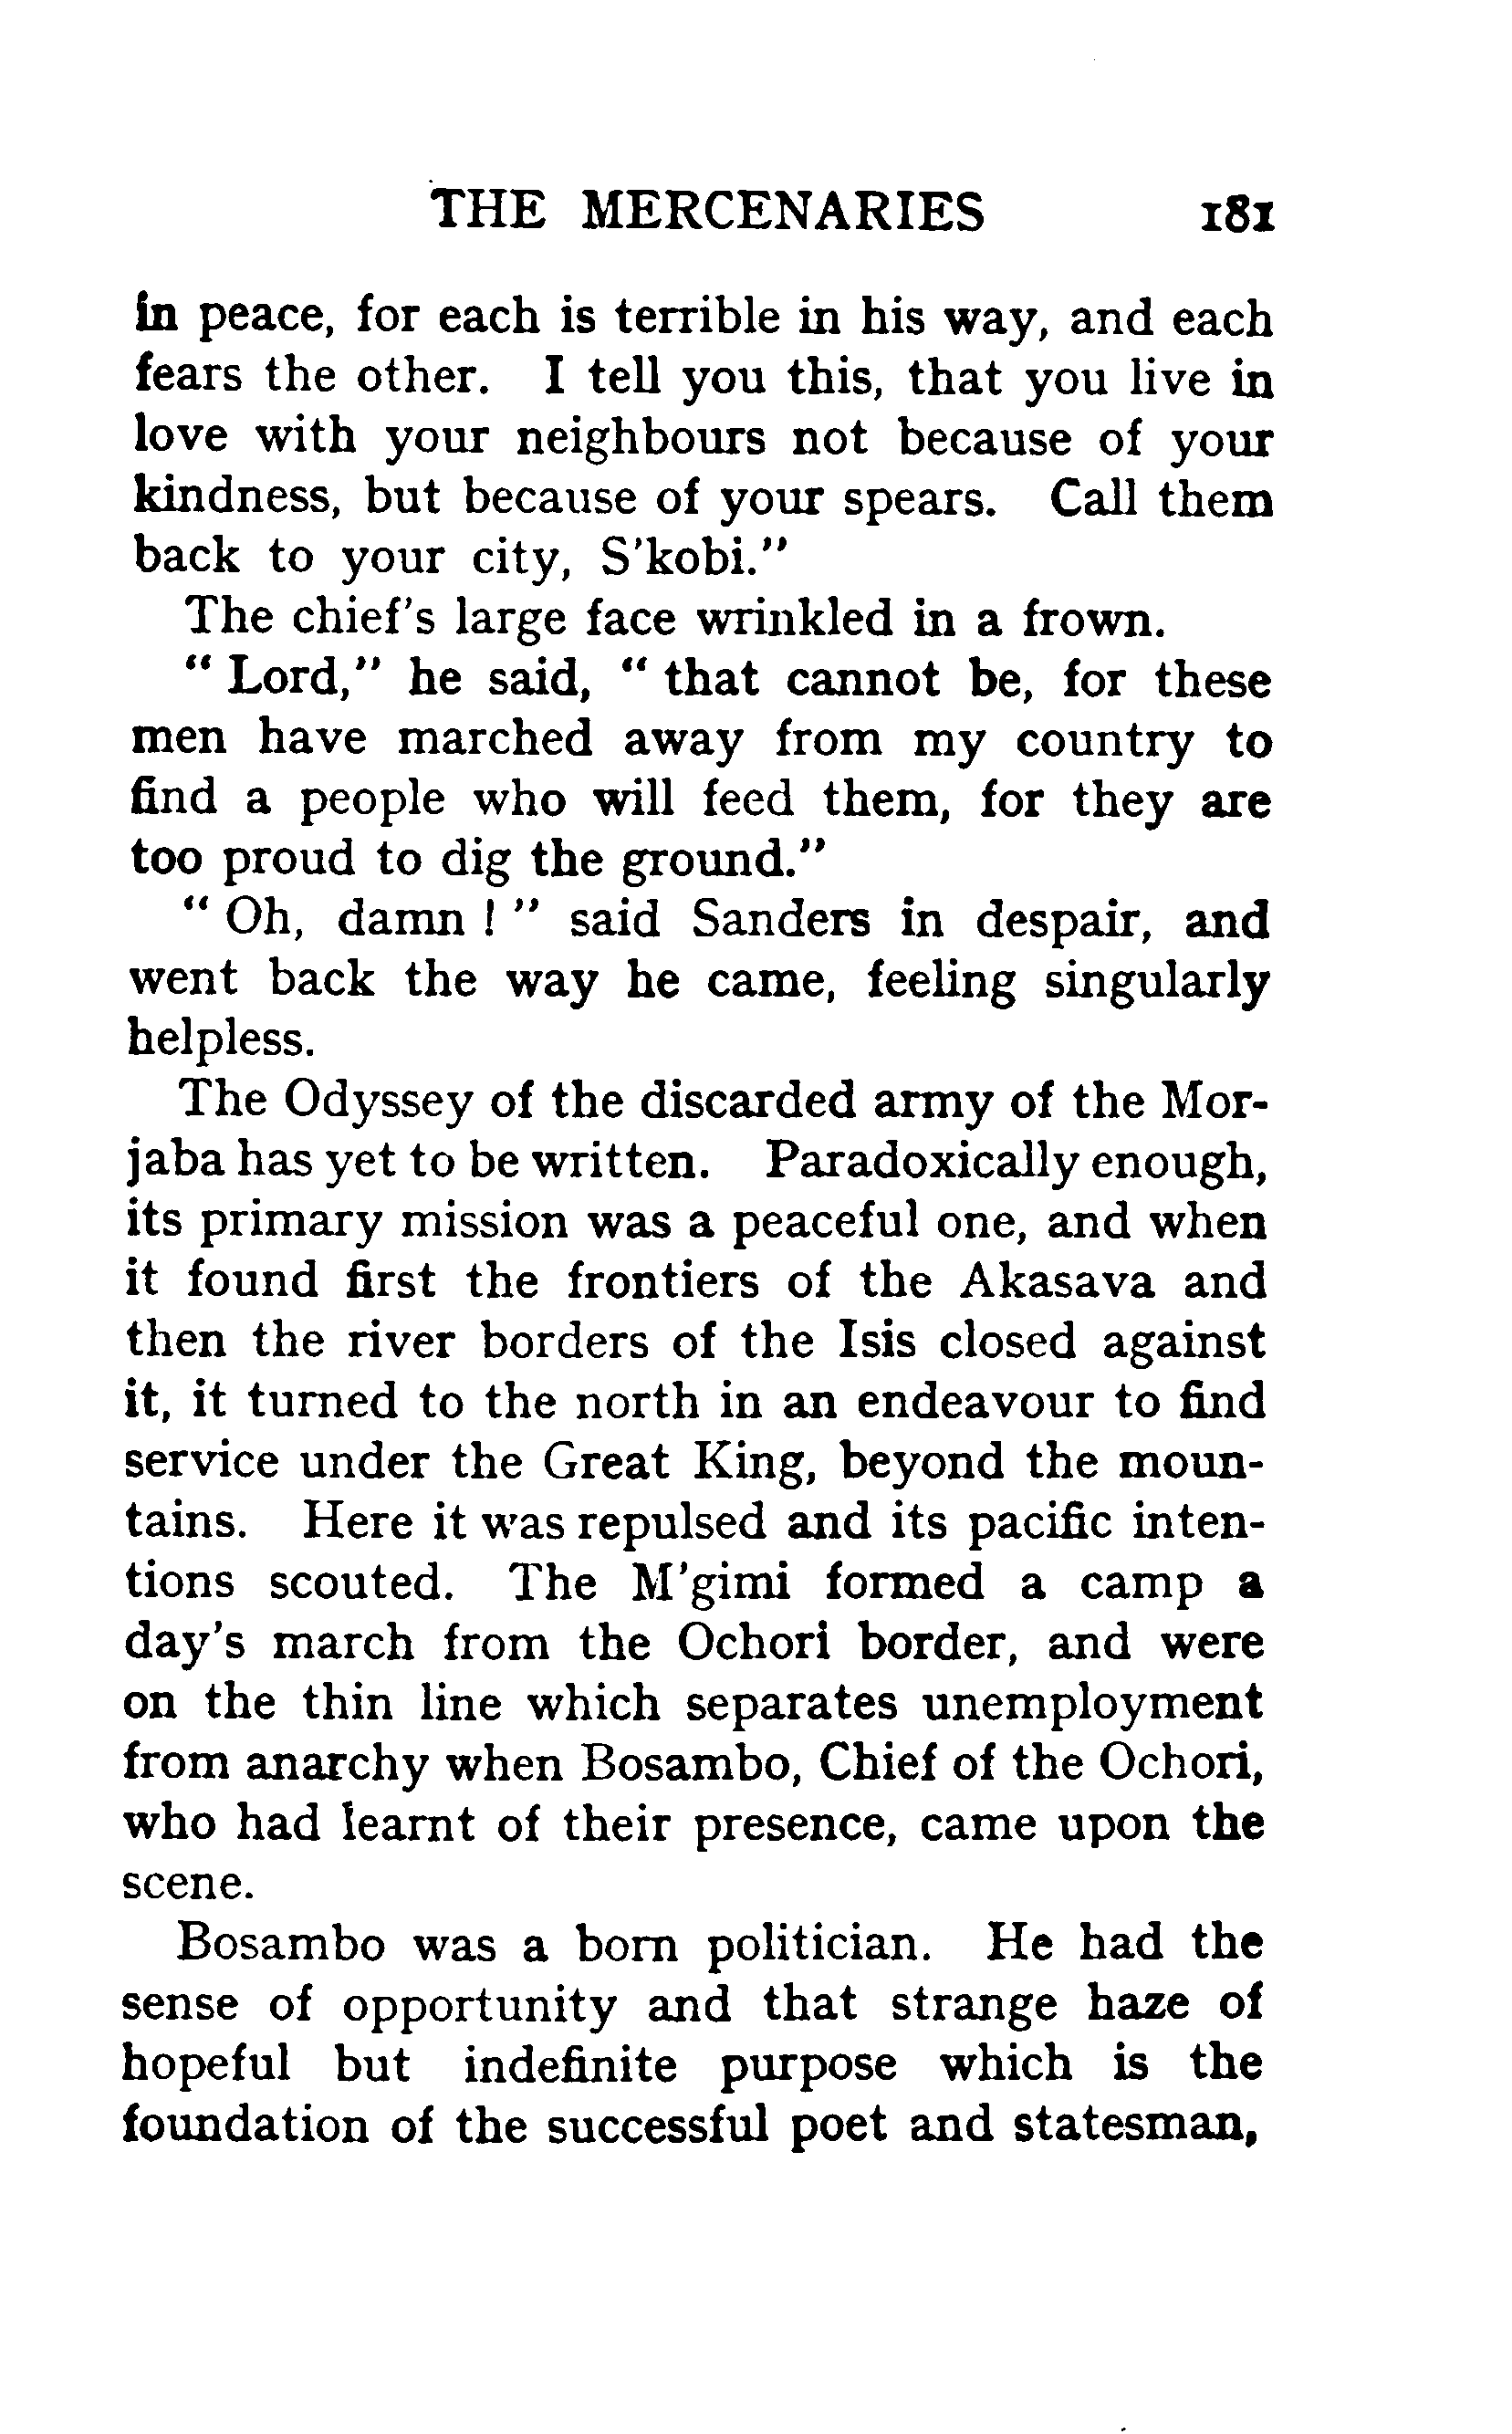 THE MERCENARIES 181
in peace, for each is terrible in his way, and each
fears the other. I tell you this, that you live in
love with your neighbours not because of your
kindness, but because of your spears. Call them
back to your city, S'kobi."
The chief's large face wrinkled in a frown.
" Lord," he said, " that cannot be, for these
men have marched away from my country to
find a people who will feed them, for they are
too proud to dig the ground."
" Oh, damn ! " said Sanders in despair, and
went back the way he came, feeling singularly
helpless.
The Odyssey of the discarded army of the Mor-
jaba has yet to be written. Paradoxically enough,
its primary mission was a peaceful one, and when
it found first the frontiers of the Akasava and
then the river borders of the Isis closed against
it, it turned to the north in an endeavour to find
service under the Great King, beyond the moun-
tains. Here it was repulsed and its pacific inten-
tions scouted. The M'gimi formed a camp a
day's march from the Ochori border, and were
on the thin line which separates unemployment
from anarchy when Bosambo, Chief of the Ochori,
who had learnt of their presence, came upon the
scene.
Bosambo was a born politician. He had the
sense of opportunity and that strange haze of
hopeful but indefinite purpose which is the
foundation of the successful poet and statesman,